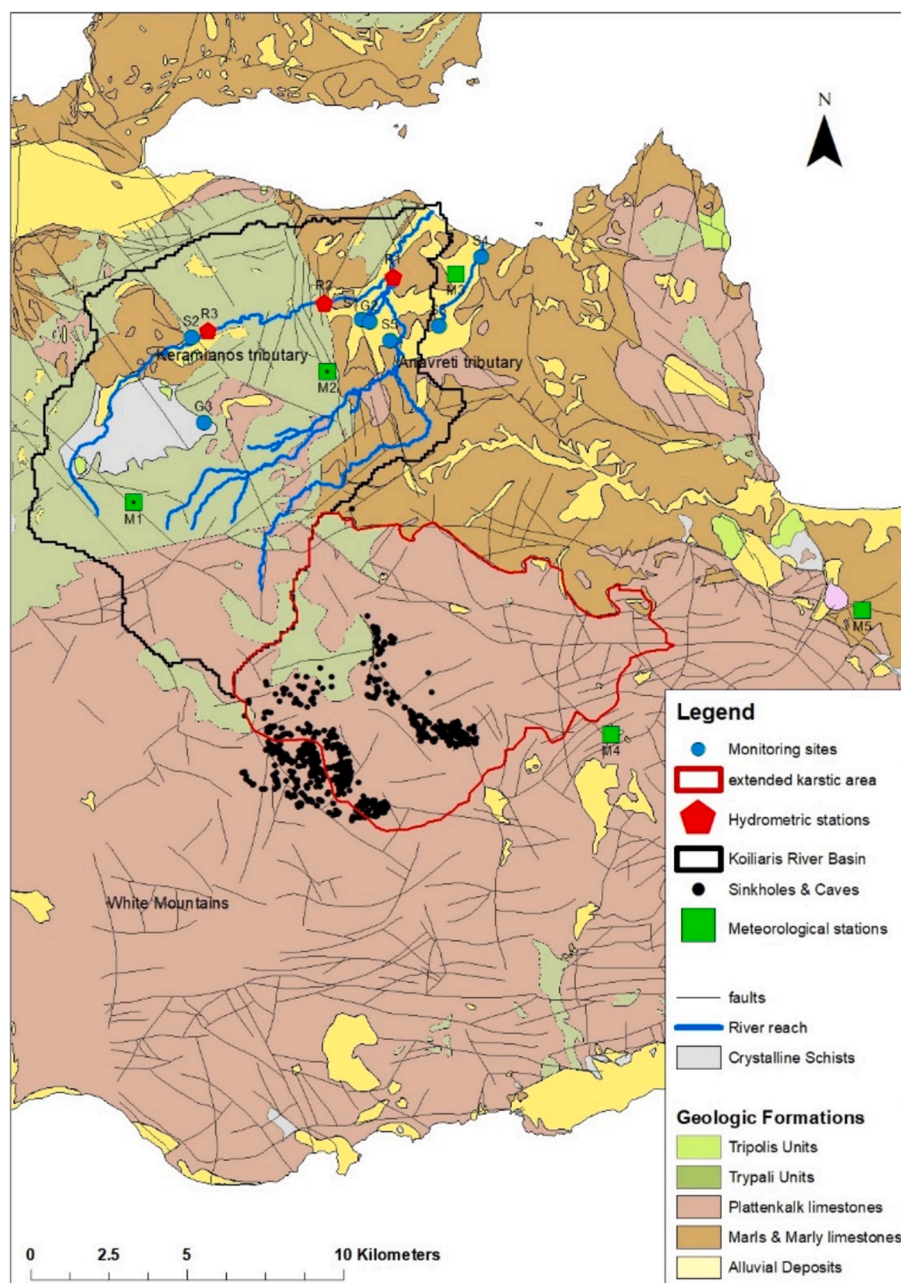 N
S4
R1
M3
R2
S1 G2
S3
R3
S2
S5
Keramianos tributary
Anavreti tributary
M2
G3
M1
M5
M4
White Mountains
Legend
Monitoring sites
extended karstic area
Hydrometric stations
Koiliaris River Basin
Sinkholes & Caves
Meteorological stations
faults
River reach
Crystalline Schists
Geologic Formations
Tripolis Units
Trypali Units
Plattenkalk limestones
Marls & Marly limestones
Alluvial Deposits
0 2.5 5 10 Kilometers